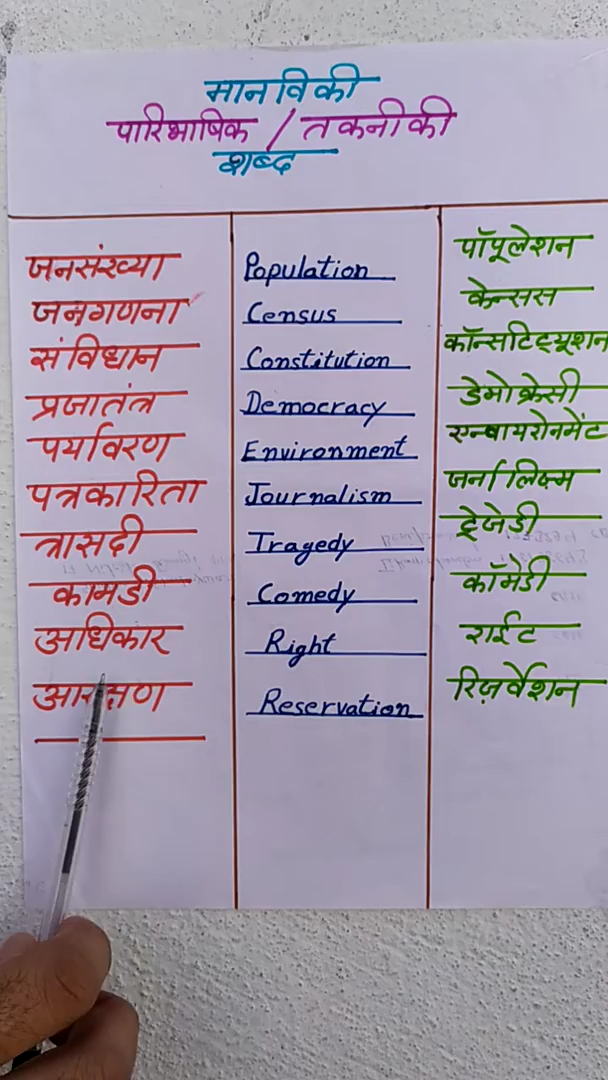 मानविकी
पारिभाषिक / तकनीकी
शब्द
जनसंख्या Population पॉपूलेशन
जनगणना Census केन्सस
संविधान Constitution कॉन्सटिट्यूशन
प्रजातंत्र Democracy डेमोक्रेसी
पर्यावरण Environment एन्वायरोनमेंट
पत्रकारिता Journalism जर्नालिज्म
त्रासदी Tragedy ट्रेजेडी
कामडी Comedy कॉमेडी
अधिकार Right राईट
आरक्षण Reservation रिज़र्वेशन